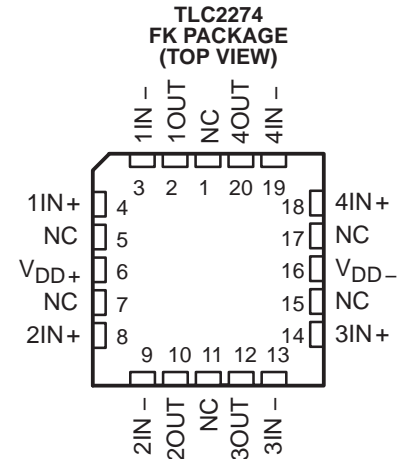 TLC2274
FK PACKAGE
(TOP VIEW)
1IN −
1OUT
NC
4OUT
4IN −
3 2 1 20 19
1IN + 4 18 4IN +
NC 5 17 NC
VDD + 6 16 VDD −
NC 7 15 NC
2IN + 8 14 3IN +
9 10 11 12 13
2IN −
2OUT
NC
3OUT
3IN −